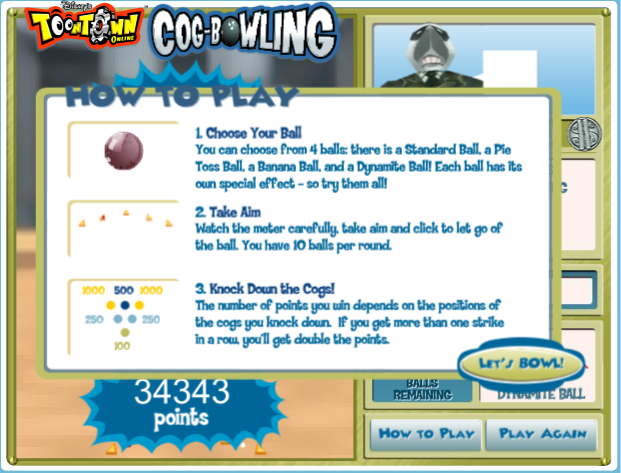 Disney's
TOONTOWN
ONLINE
COG-BOWLING
HOW TO PLAY
1. Choose Your Ball
You can choose from 4 balls: there is a Standard Ball, a Pie
Toss Ball, a Banana Ball, and a Dynamite Ball! Each ball has its
own special effect - so try them all!
2. Take Aim
Watch the meter carefully, take aim and click to let go of
the ball. You have 10 balls per round.
1000 500 1000
250 250
100
3. Knock Down the Cogs!
The number of points you win depends on the positions of
the cogs you knock down. If you get more than one strike
in a row, you'll get double the points.
LET'S BOWL!
34343
points
BALLS
REMAINING
DYNAMITE BALL
HOW TO PLAY
PLAY AGAIN